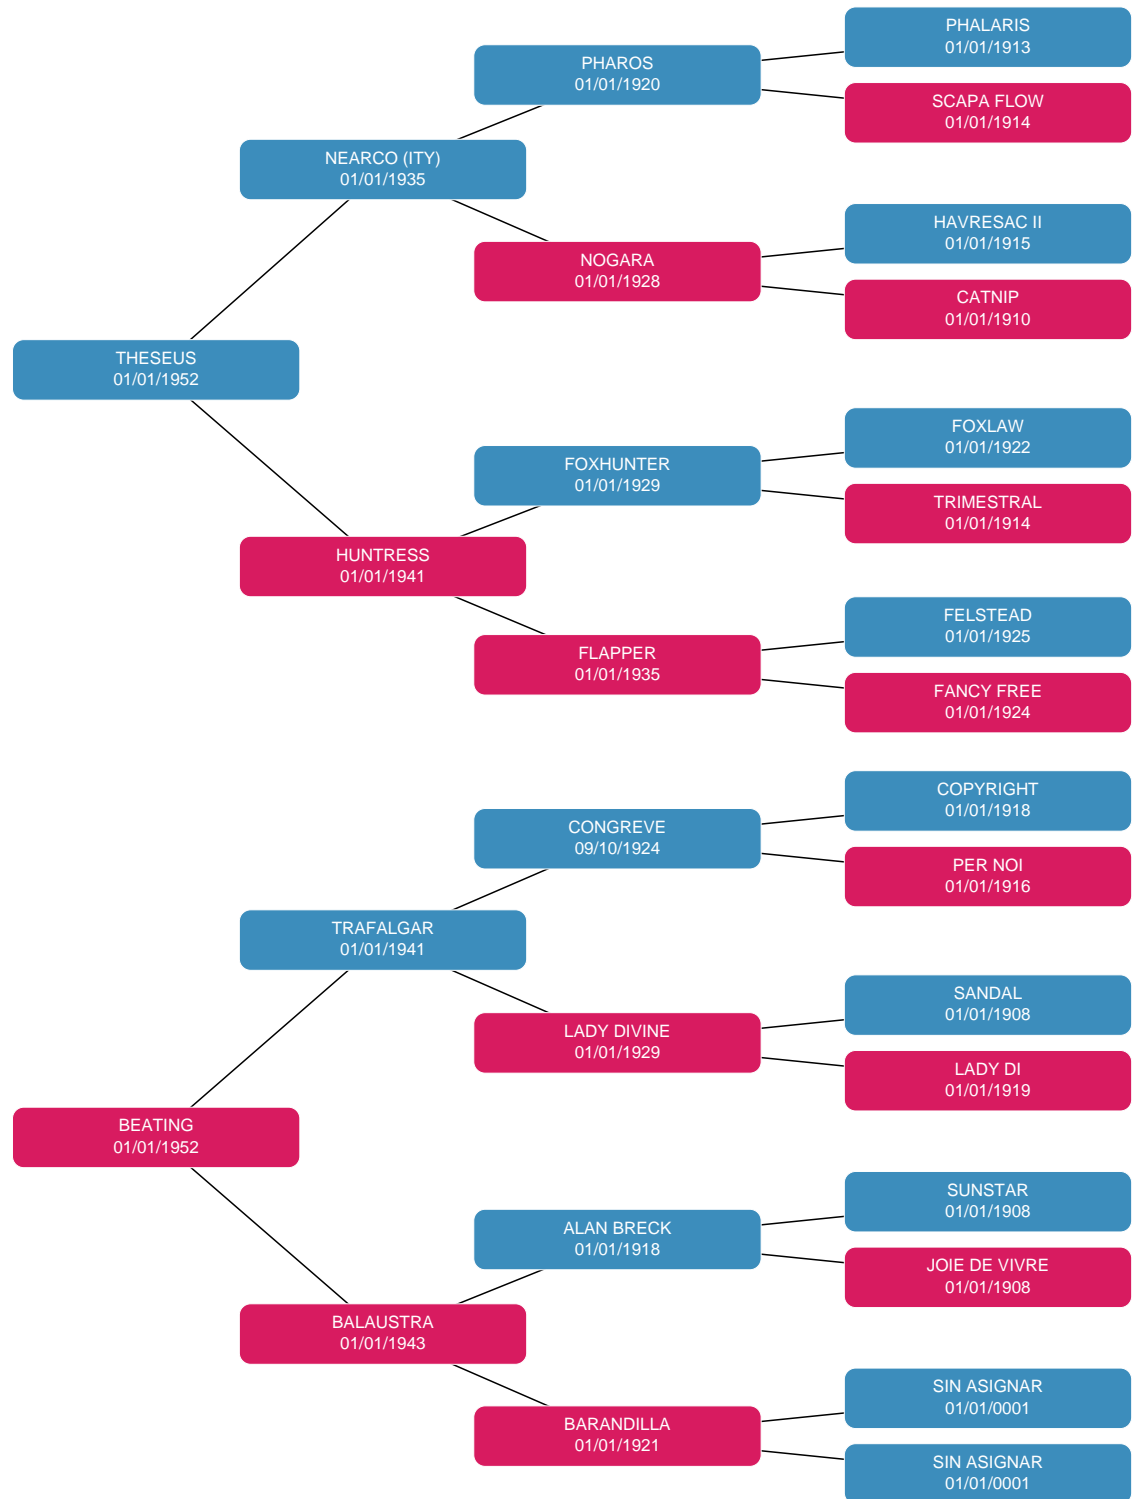 PHALARIS
01/01/1913
PHAROS
01/01/1920
SCAPA FLOW
01/01/1914
NEARCO (ITY)
01/01/1935
HAVRESAC II
01/01/1915
NOGARA
01/01/1928
CATNIP
01/01/1910
THESEUS
01/01/1952
FOXLAW
01/01/1922
FOXHUNTER
01/01/1929
TRIMESTRAL
01/01/1914
HUNTRESS
01/01/1941
FELSTEAD
01/01/1925
FLAPPER
01/01/1935
FANCY FREE
01/01/1924
COPYRIGHT
01/01/1918
CONGREVE
09/10/1924
PER NOI
01/01/1916
TRAFALGAR
01/01/1941
SANDAL
01/01/1908
LADY DIVINE
01/01/1929
LADY DI
01/01/1919
BEATING
01/01/1952
SUNSTAR
01/01/1908
ALAN BRECK
01/01/1918
JOIE DE VIVRE
01/01/1908
BALAUSTRA
01/01/1943
SIN ASIGNAR
01/01/0001
BARANDILLA
01/01/1921
SIN ASIGNAR
01/01/0001